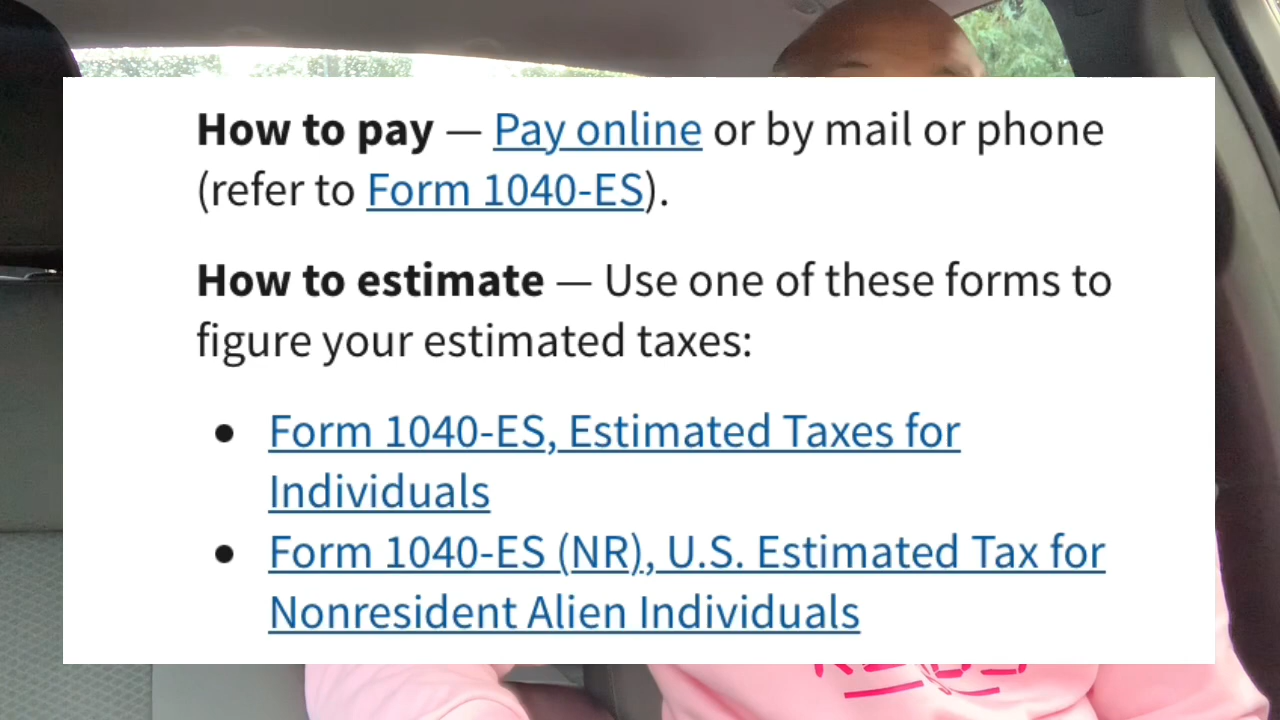 How to pay — Pay online or by mail or phone
(refer to Form 1040-ES).
How to estimate — Use one of these forms to
figure your estimated taxes:
• Form 1040-ES, Estimated Taxes for
Individuals
• Form 1040-ES (NR), U.S. Estimated Tax for
Nonresident Alien Individuals